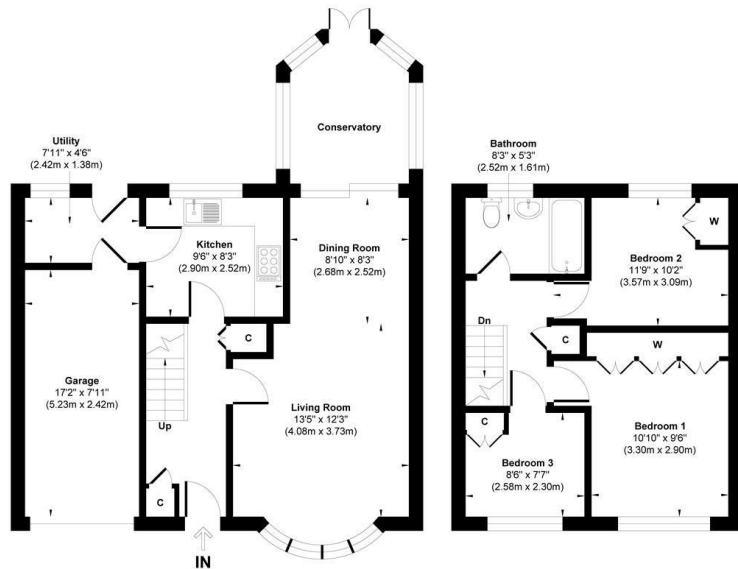 Conservatory
Utility
7'11" x 4'6"
(2.42m x 1.38m)
Kitchen
9'6" x 8'3"
(2.90m x 2.52m)
Dining Room
8'10" x 8'3"
(2.68m x 2.52m)
C
Garage
17'2" x 7'11"
(5.23m x 2.42m)
Up
Living Room
13'5" x 12'3"
(4.08m x 3.73m)
C
IN
Bathroom
8'3" x 5'3"
(2.52m x 1.61m)
W
Bedroom 2
11'9" x 10'2"
(3.57m x 3.09m)
Dn
C
W
C
Bedroom 1
10'10" x 9'6"
(3.30m x 2.90m)
Bedroom 3
8'6" x 7'7"
(2.58m x 2.30m)